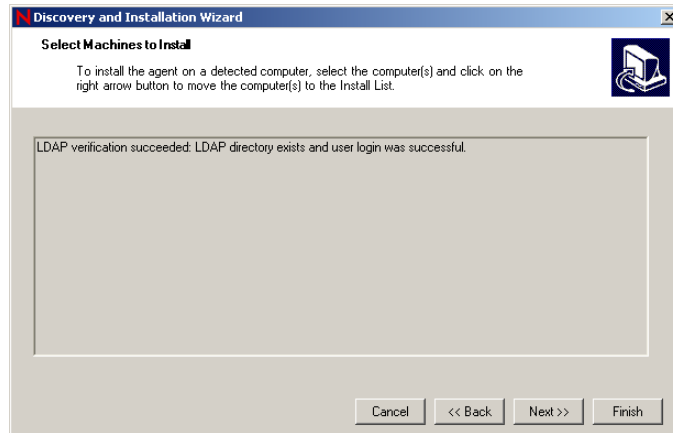 Discovery and Installation Wizard
Select Machines to Install
To install the agent on a detected computer, select the computer(s) and click on the
right arrow button to move the computer(s) to the Install List.
LDAP verification succeeded: LDAP directory exists and user login was successful.
Cancel << Back Next >> Finish